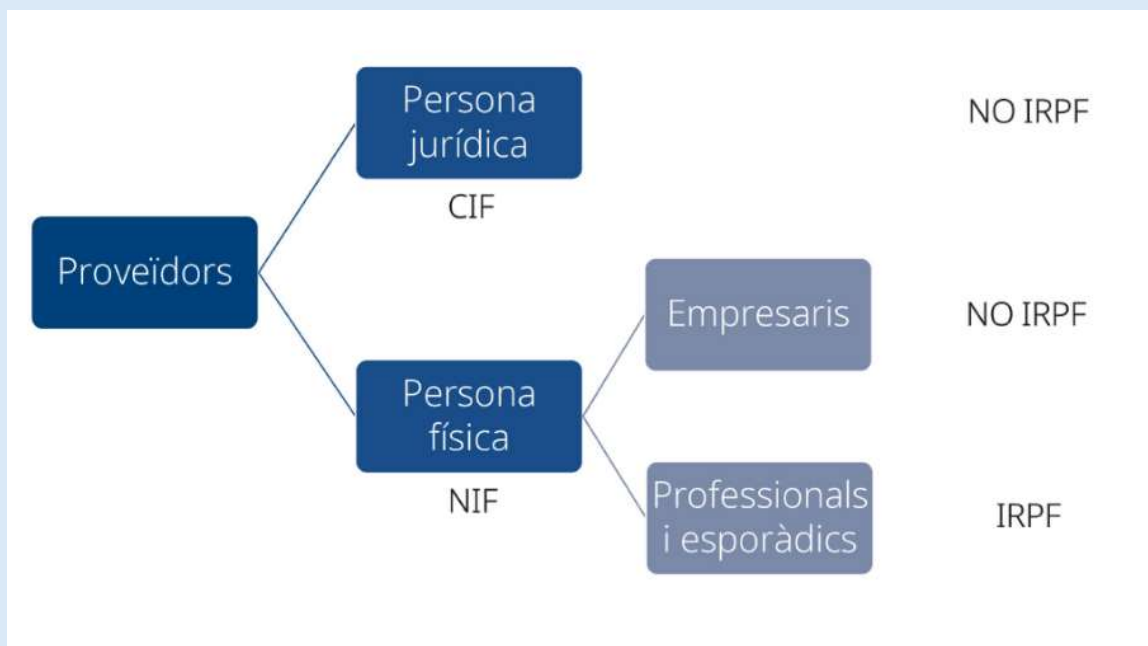 Persona
jurídica
NO IRPF
CIF
Proveïdors
Empresaris
NO IRPF
Persona
física
NIF
Professionals
i esporàdics
IRPF